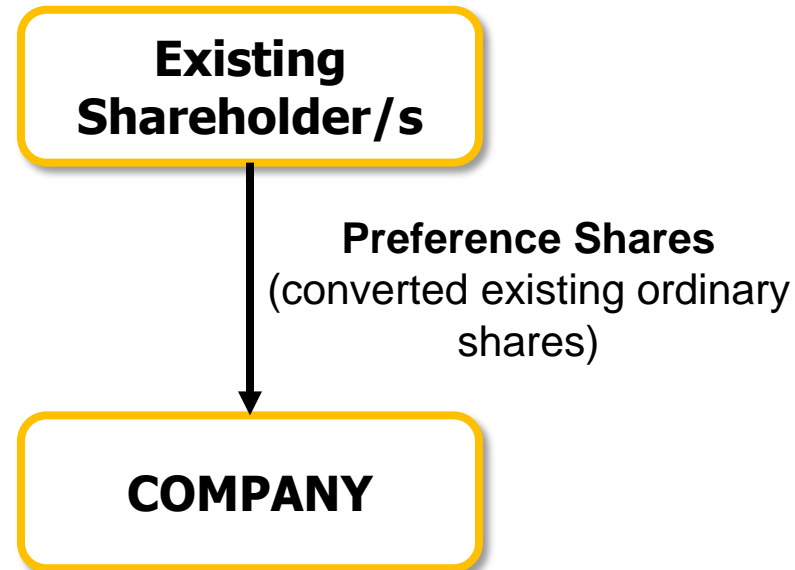 Existing
Shareholder/s
Preference Shares
(converted existing ordinary
shares)
COMPANY